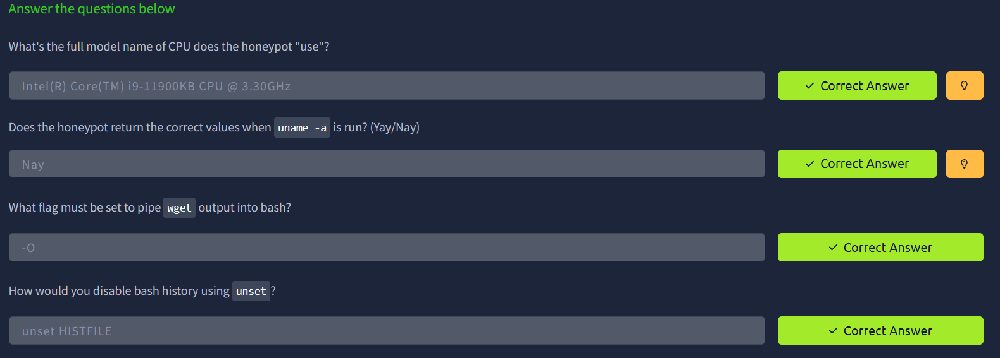 Answer the questions below
What's the full model name of CPU does the honeypot "use"?
Intel(R) Core(TM) i9-11900KB CPU @ 3.30GHz
Correct Answer
Does the honeypot return the correct values when uname -a is run? (Yay/Nay)
Nay
Correct Answer
What flag must be set to pipe wget output into bash?
-O
Correct Answer
How would you disable bash history using unset?
unset HISTFILE
Correct Answer